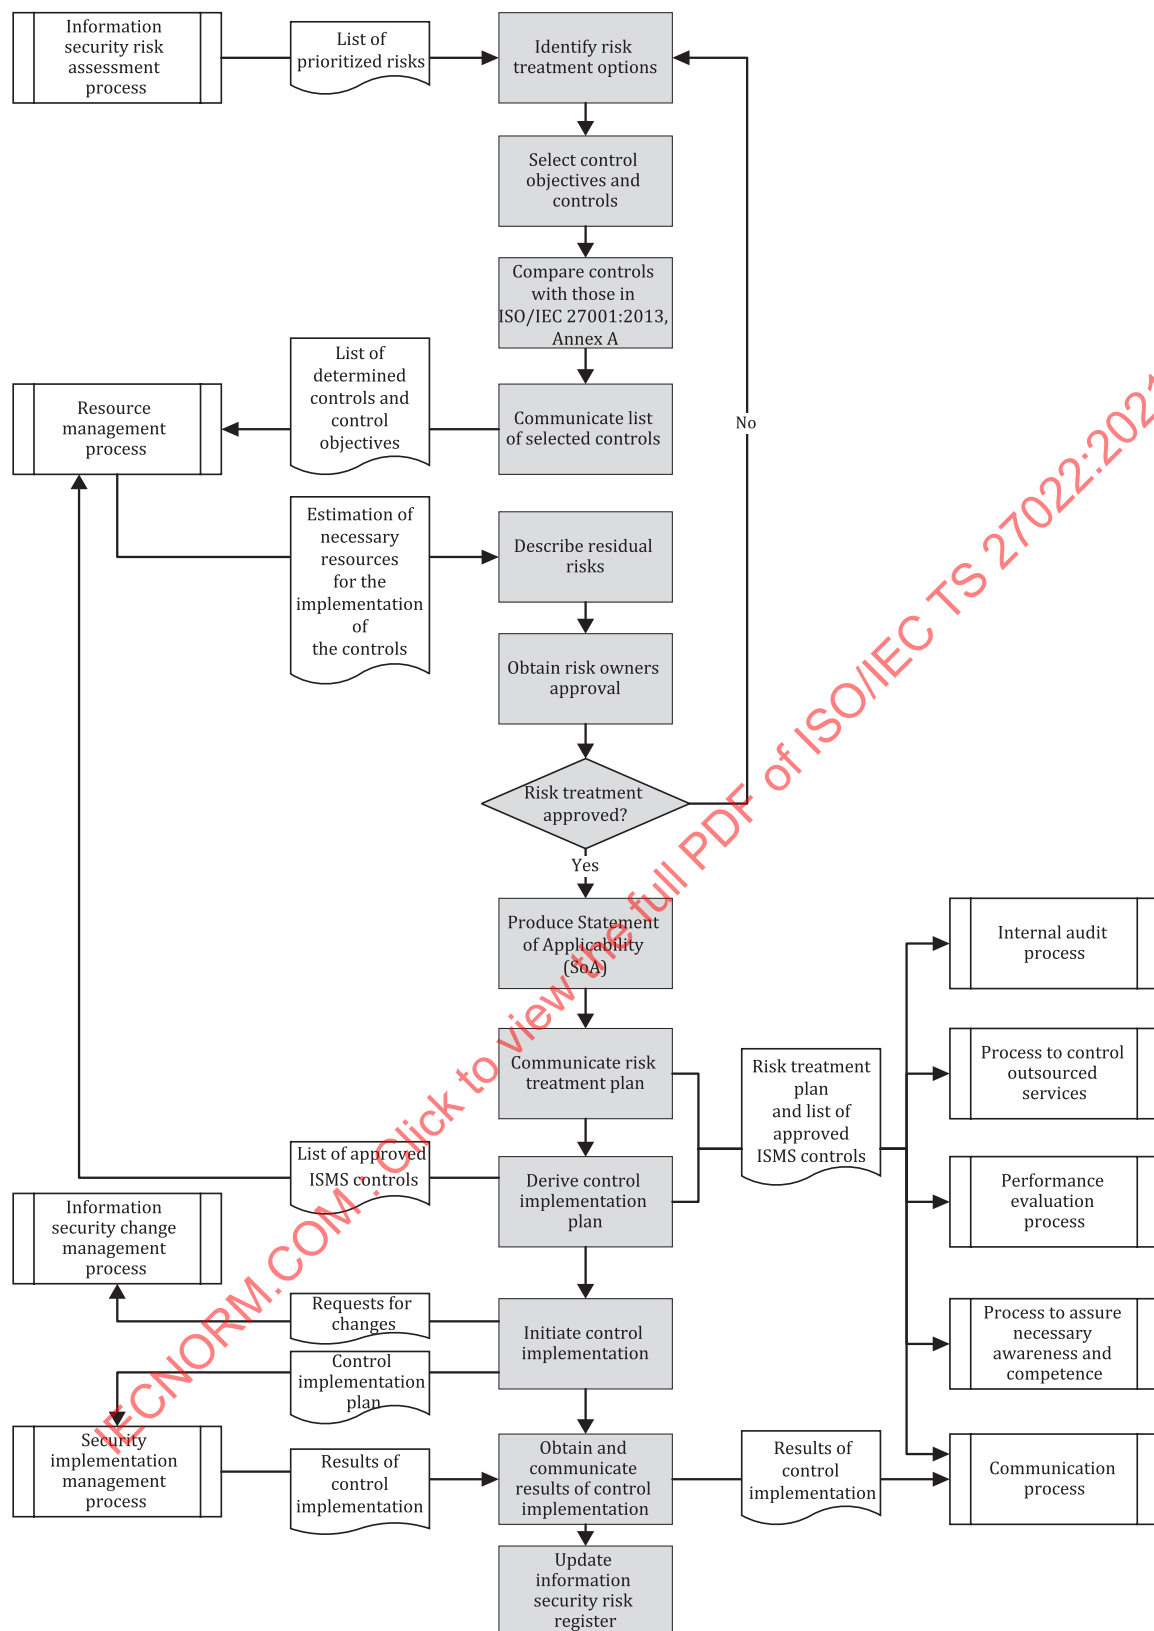 Information
security risk
assessment
process
List of
prioritized risks
Identify risk
treatment options
Select control
objectives and
controls
Compare controls
with those in
ISO/IEC 27001:2013,
Annex A
List of
determined
controls and
control
objectives
Resource
management
process
Communicate list
of selected controls
No
Estimation of
necessary
resources
for the
implementation
of
the controls
Describe residual
risks
Obtain risk owners
approval
Risk treatment
approved?
Yes
Produce Statement
of Applicability
(SoA)
Internal audit
process
Communicate risk
treatment plan
Risk treatment
plan
and list of
approved
ISMS controls
Process to control
outsourced
services
List of approved
ISMS controls
Derive control
implementation
plan
Performance
evaluation
process
Information
security change
management
process
Requests for
changes
Initiate control
implementation
Process to assure
necessary
awareness and
competence
Control
implementation
plan
Security
implementation
management
process
Results of
control
implementation
Obtain and
communicate
results of control
implementation
Results of
control
implementation
Communication
process
Update
information
security risk
register
IECNORM.COM : Click to view the full PDF of ISO/IEC TS 27022:2021